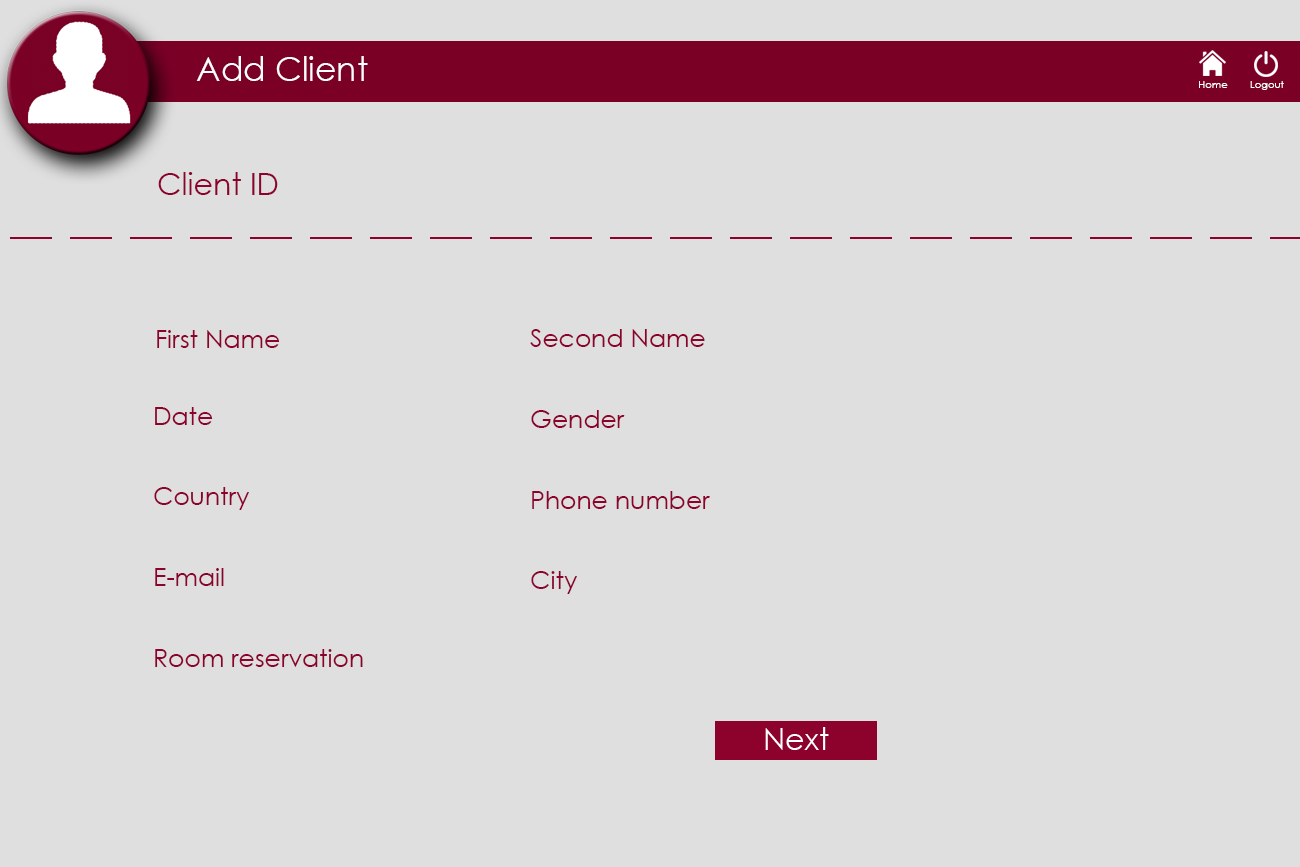 Add Client
Home
Logout
Client ID
First Name
Second Name
Date
Gender
Country
Phone number
E-mail
City
Room reservation
Next